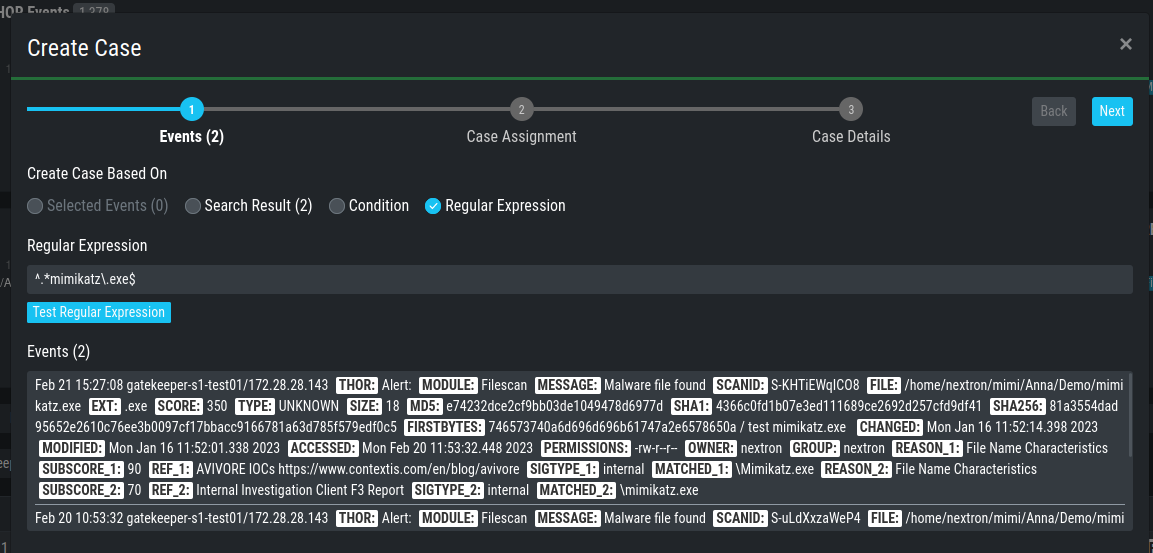 HOR Events 1,278
Create Case ×
1 2 3 Back Next
Events (2) Case Assignment Case Details
Create Case Based On
Selected Events (0) Search Result (2) Condition Regular Expression
Regular Expression
^.*mimikatz\.exe$
Test Regular Expression
Events (2)
Feb 21 15:27:08 gatekeeper-s1-test01/172.28.28.143 THOR: Alert: MODULE: Filescan MESSAGE: Malware file found SCANID: S-KHTiEWqICO8 FILE: /home/nextron/mimi/Anna/Demo/mimi
katz.exe EXT: .exe SCORE: 350 TYPE: UNKNOWN SIZE: 18 MD5: e74232dce2cf9bb03de1049478d6977d SHA1: 4366c0fd1b07e3ed111689ce2692d257cfd9df41 SHA256: 81a3554dad
95652e2610c76ee3b0097cf17bbacc9166781a63d785f579edf0c5 FIRSTBYTES: 746573740a6d696d696b61747a2e6578650a / test mimikatz.exe CHANGED: Mon Jan 16 11:52:14.398 2023
MODIFIED: Mon Jan 16 11:52:01.338 2023 ACCESSED: Mon Feb 20 11:53:32.448 2023 PERMISSIONS: -rw-r--r-- OWNER: nextron GROUP: nextron REASON_1: File Name Characteristics
SUBSCORE_1: 90 REF_1: AVIVORE IOCs https://www.contextis.com/en/blog/avivore SIGTYPE_1: internal MATCHED_1: \Mimikatz.exe REASON_2: File Name Characteristics
SUBSCORE_2: 70 REF_2: Internal Investigation Client F3 Report SIGTYPE_2: internal MATCHED_2: \mimikatz.exe
Feb 20 10:53:32 gatekeeper-s1-test01/172.28.28.143 THOR: Alert: MODULE: Filescan MESSAGE: Malware file found SCANID: S-uLdXxzaWeP4 FILE: /home/nextron/mimi/Anna/Demo/mimi